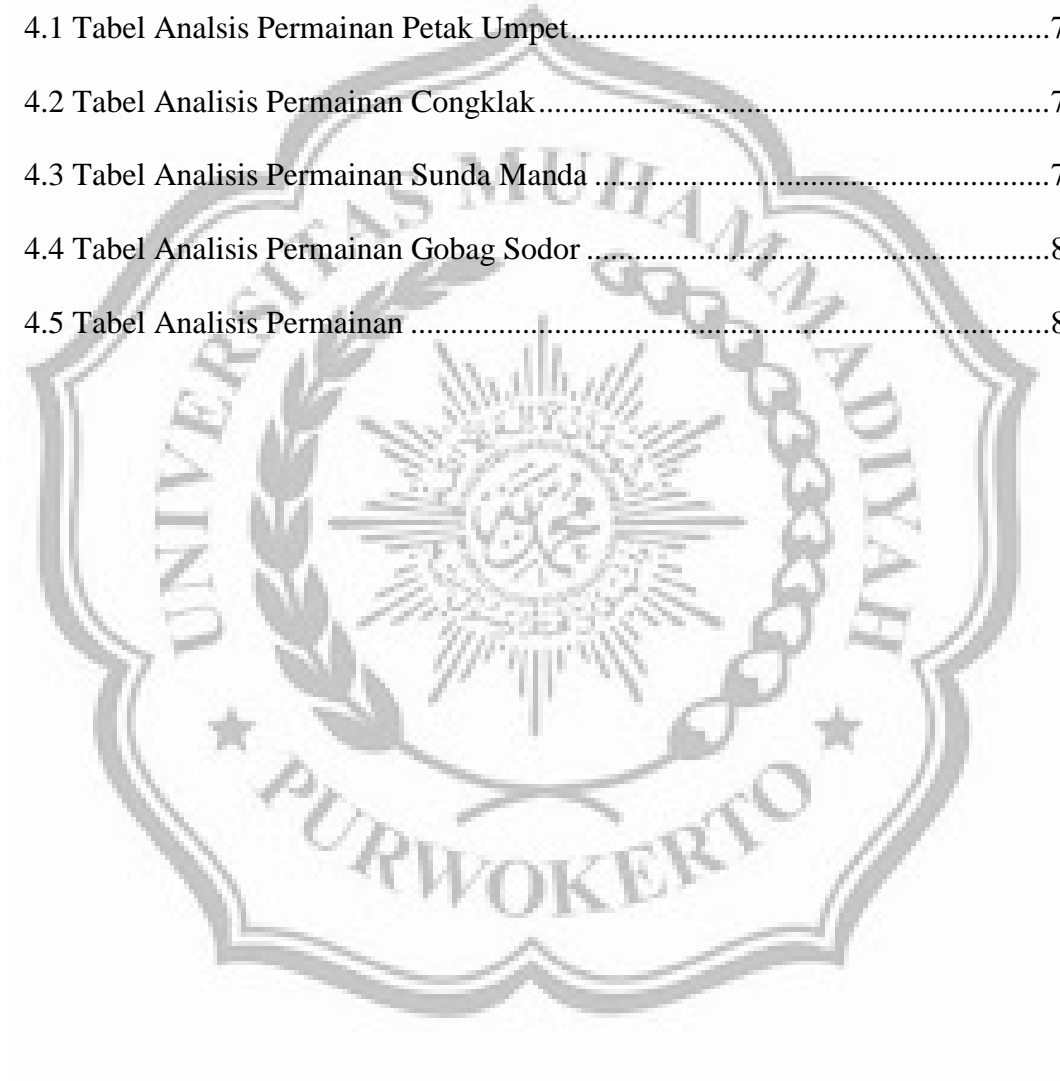 4.1 Tabel Analsis Permainan Petak Umpet............................................................7
4.2 Tabel Analisis Permainan Congklak................................................................7
4.3 Tabel Analisis Permainan Sunda Manda .........................................................7
4.4 Tabel Analisis Permainan Gobag Sodor ..........................................................8
4.5 Tabel Analisis Permainan ................................................................................8
UNIVERSITAS MUHAMMADIYAH
★ PURWOKERTO ★